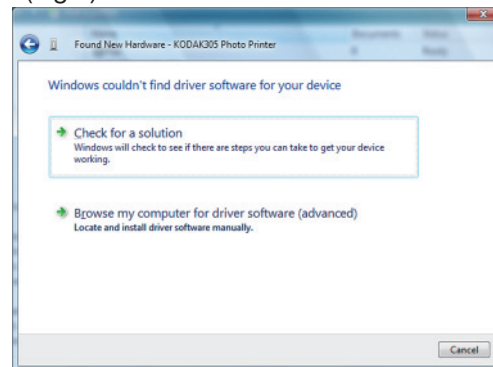 Found New Hardware - KODAK305 Photo Printer
Windows couldn't find driver software for your device
Check for a solution
Windows will check to see if there are steps you can take to get your device
working.
Browse my computer for driver software (advanced)
Locate and install driver software manually.
Cancel